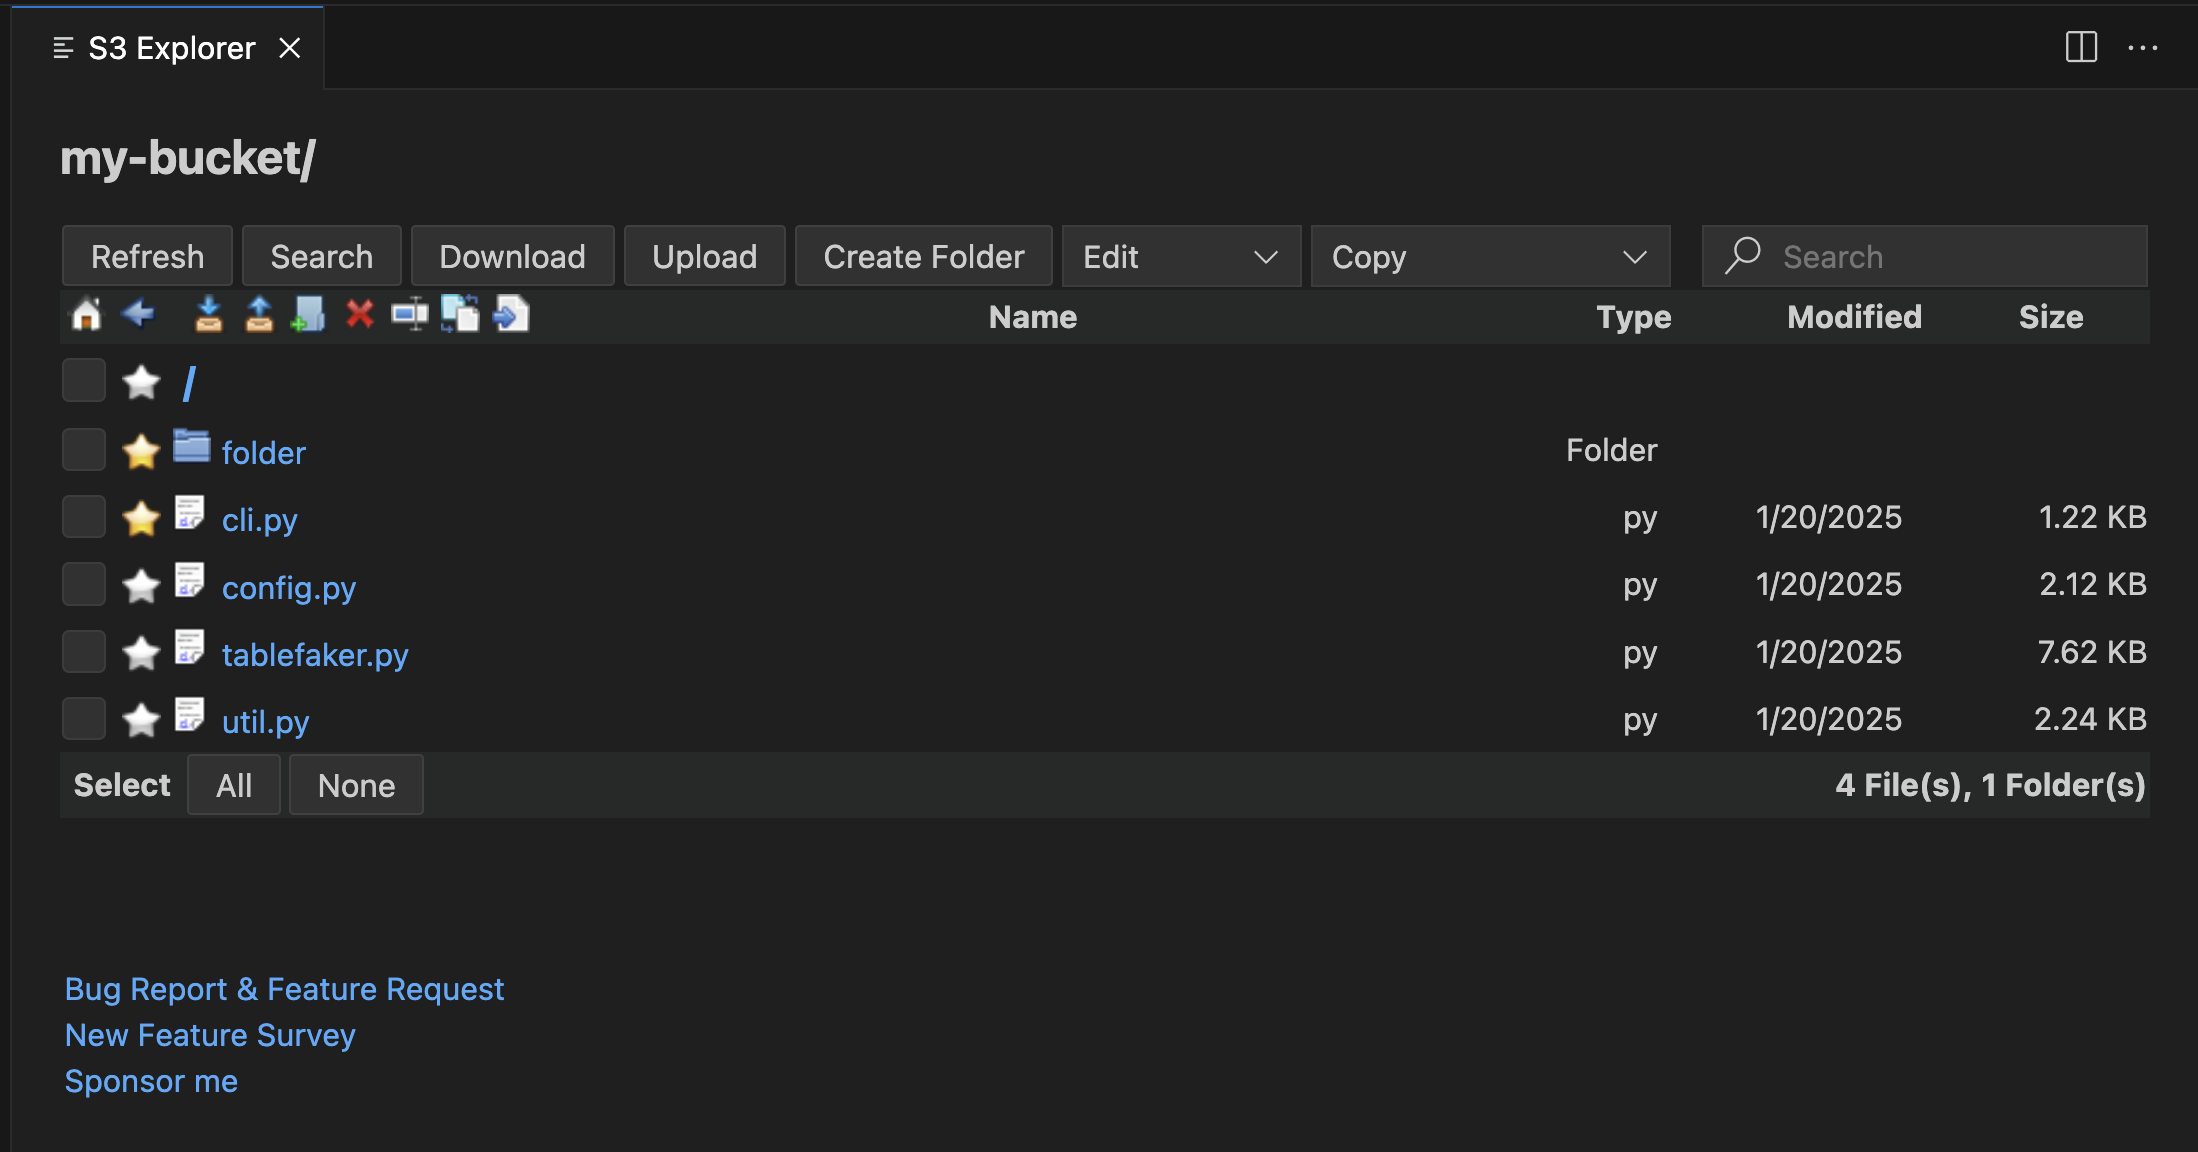 S3 Explorer
my-bucket/
Refresh Search Download Upload Create Folder Edit Copy Search
Name Type Modified Size
/
folder Folder
cli.py py 1/20/2025 1.22 KB
config.py py 1/20/2025 2.12 KB
tablefaker.py py 1/20/2025 7.62 KB
util.py py 1/20/2025 2.24 KB
Select All None 4 File(s), 1 Folder(s)
Bug Report & Feature Request
New Feature Survey
Sponsor me